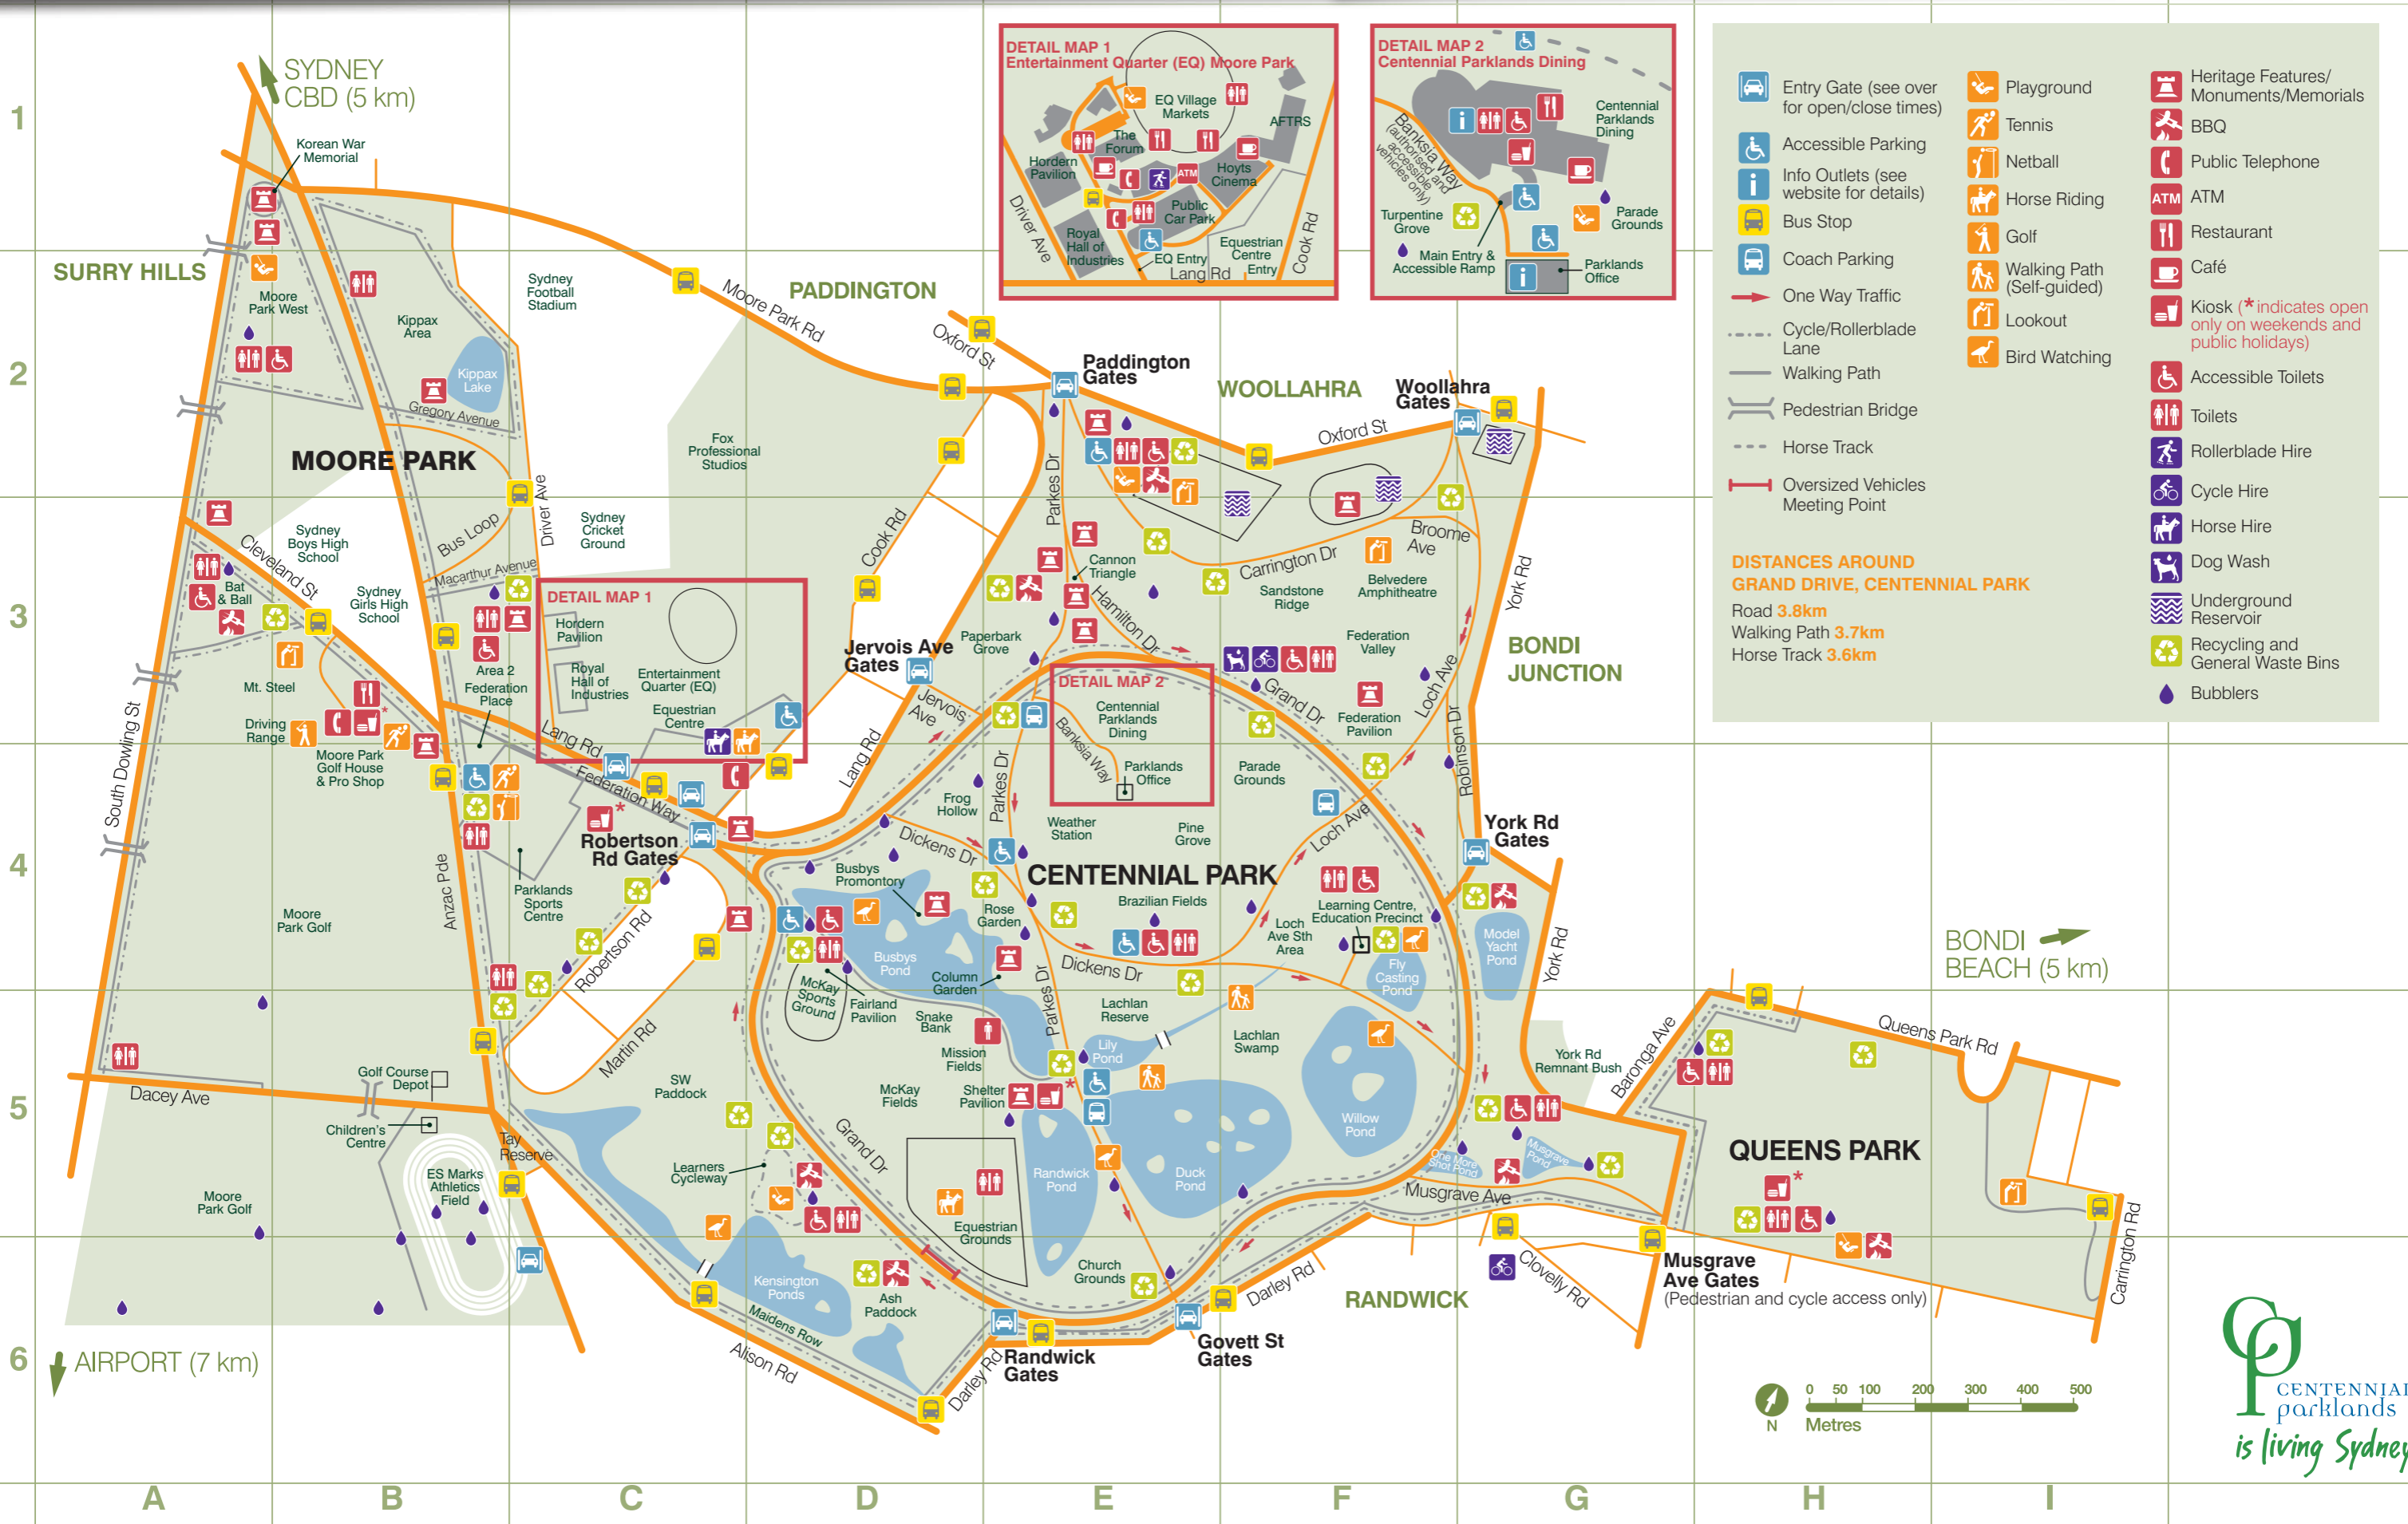 SYDNEY
CBD (5 km)
Korean War
Memorial
SURRY HILLS
Moore
Park West
Kippax
Area
Kippax
Lake
Gregory Avenue
Sydney
Football
Stadium
Moore Park Rd
PADDINGTON
Oxford St
Paddington
Gates
WOOLLAHRA
Woollahra
Gates
Oxford St
MOORE PARK
Fox
Professional
Studios
Driver Ave
Bus Loop
Macarthur Avenue
Sydney
Cricket
Ground
Sydney
Boys High
School
Cleveland St
Sydney
Girls High
School
Bat
& Ball
Mt. Steel
Driving
Range
*
Moore Park
Golf House
& Pro Shop
Area 2
Federation
Place
South Dowling St
Anzac Pde
DETAIL MAP 1
Hordern
Pavilion
Royal
Hall of
Industries
Entertainment
Quarter (EQ)
Equestrian
Centre
Lang Rd
Federation Way
*
Robertson
Rd Gates
Cook Rd
Lang Rd
Jervois Ave
Gates
Jervois
Ave
Paperbark
Grove
Parkes Dr
Cannon
Triangle
Hamilton Dr
Carrington Dr
Broome
Ave
Sandstone
Ridge
Belvedere
Amphitheatre
Federation
Valley
Federation
Pavilion
Grand Dr
Loch Ave
York Rd
BONDI
JUNCTION
Robinson Dr
DETAIL MAP 2
Centennial
Parklands
Dining
Banksia Way
Parklands
Office
Parade
Grounds
Frog
Hollow
Parkes Dr
Weather
Station
Pine
Grove
Loch Ave
York Rd
Gates
Dickens Dr
CENTENNIAL PARK
Busbys
Promontory
Rose
Garden
Brazilian Fields
Loch
Ave Sth
Area
Learning Centre,
Education Precinct
Model
Yacht
Pond
York Rd
Fly
Casting
Pond
Busbys
Pond
Column
Garden
Dickens Dr
Parkes Dr
Parklands
Sports
Centre
Moore
Park Golf
Robertson Rd
Martin Rd
McKay
Sports
Ground
Fairland
Pavilion
Snake
Bank
Mission
Fields
Lachlan
Reserve
Lachlan
Swamp
Lily
Pond
Shelter
Pavilion
*
McKay
Fields
SW
Paddock
Golf Course
Depot
Dacey Ave
Children's
Centre
Tay
Reserve
ES Marks
Athletics
Field
Moore
Park Golf
Learners
Cycleway
Grand Dr
Equestrian
Grounds
Randwick
Pond
Duck
Pond
Willow
Pond
One More
Shot Pond
Musgrave
Pond
Musgrave Ave
York Rd
Remnant Bush
Baronga Ave
Queens Park Rd
QUEENS PARK
*
Carrington Rd
BONDI
BEACH (5 km)
Kensington
Ponds
Maidens Row
Alison Rd
Ash
Paddock
Church
Grounds
Darley Rd
Randwick
Gates
Govett St
Gates
Darley Rd
RANDWICK
Clovelly Rd
Musgrave
Ave Gates
(Pedestrian and cycle access only)
AIRPORT (7 km)
DETAIL MAP 1
Entertainment Quarter (EQ) Moore Park
EQ Village
Markets
The
Forum
AFTRS
Hordern
Pavilion
ATM
Hoyts
Cinema
Public
Car Park
Driver Ave
Royal
Hall of
Industries
EQ Entry
Lang Rd
Equestrian
Centre
Entry
Cook Rd
DETAIL MAP 2
Centennial Parklands Dining
Centennial
Parklands
Dining
Banksia Way
(authorised and
accessible
vehicles only)
Turpentine
Grove
Parade
Grounds
Main Entry &
Accessible Ramp
Parklands
Office
Entry Gate (see over
for open/close times)
Accessible Parking
Info Outlets (see
website for details)
Bus Stop
Coach Parking
One Way Traffic
Cycle/Rollerblade
Lane
Walking Path
Pedestrian Bridge
Horse Track
Oversized Vehicles
Meeting Point
DISTANCES AROUND
GRAND DRIVE, CENTENNIAL PARK
Road 3.8km
Walking Path 3.7km
Horse Track 3.6km
Playground
Tennis
Netball
Horse Riding
Golf
Walking Path
(Self-guided)
Lookout
Bird Watching
Heritage Features/
Monuments/Memorials
BBQ
Public Telephone
ATM ATM
Restaurant
Café
Kiosk (*indicates open
only on weekends and
public holidays)
Accessible Toilets
Toilets
Rollerblade Hire
Cycle Hire
Horse Hire
Dog Wash
Underground
Reservoir
Recycling and
General Waste Bins
Bubblers
N
0 50 100 200 300 400 500
Metres
CP
CENTENNIAL
parklands
is living Sydney
1
2
3
4
5
6
A B C D E F G H I